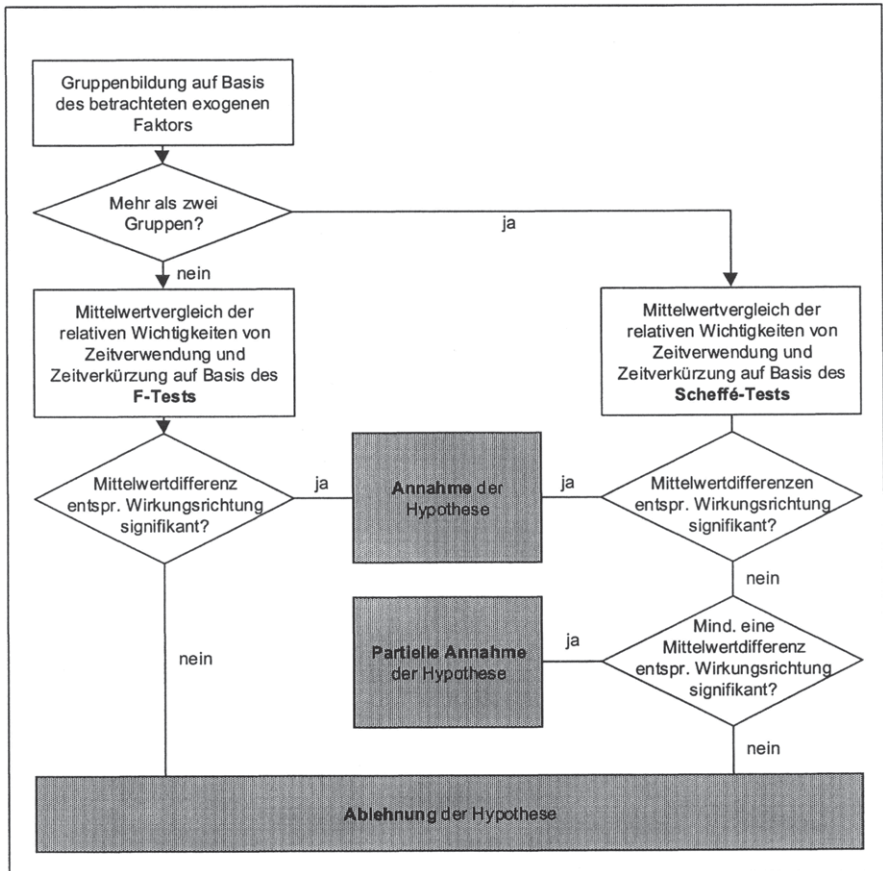 Gruppenbildung auf Basis
des betrachteten exogenen
Faktors
Mehr als zwei
Gruppen?
ja
nein
Mittelwertvergleich der
relativen Wichtigkeiten von
Zeitverwendung und
Zeitverkürzung auf Basis des
F-Tests
Mittelwertvergleich der
relativen Wichtigkeiten von
Zeitverwendung und
Zeitverkürzung auf Basis des
Scheffé-Tests
Mittelwertdifferenz
entspr. Wirkungsrichtung
signifikant?
ja
Annahme der
Hypothese
ja
Mittelwertdifferenzen
entspr. Wirkungsrichtung
signifikant?
nein
nein
Partielle Annahme
der Hypothese
ja
Mind. eine
Mittelwertdifferenz
entspr. Wirkungsrichtung
signifikant?
nein
Ablehnung der Hypothese